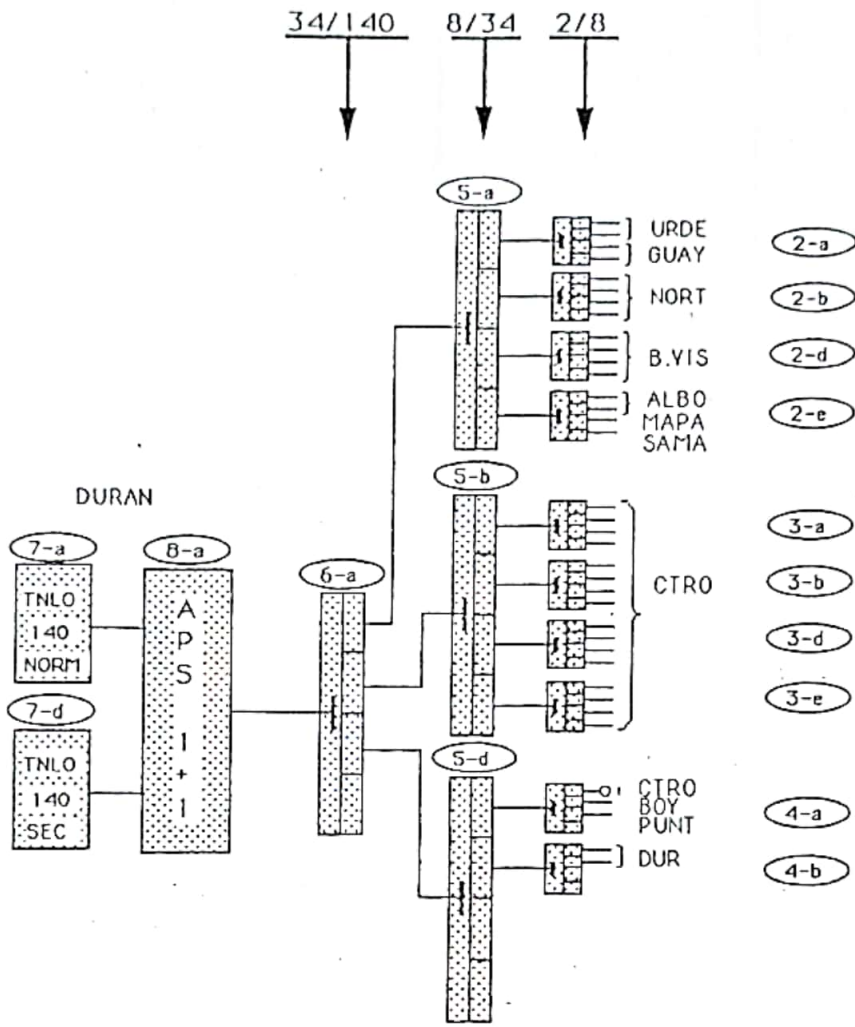 34/140 8/34 2/8
5-a
URDE
GUAY 2-a
NORT 2-b
B.VIS 2-d
ALBO
MAPA 2-e
SAMA
5-b
DURAN
7-a 8-a 6-a
TNLO
140
NORM
7-d
TNLO
140
SEC
A
P
S
1
+
1
CTRO
3-a
3-b
3-d
3-e
5-d
CTRO
BOY
PUNT 4-a
DUR 4-b